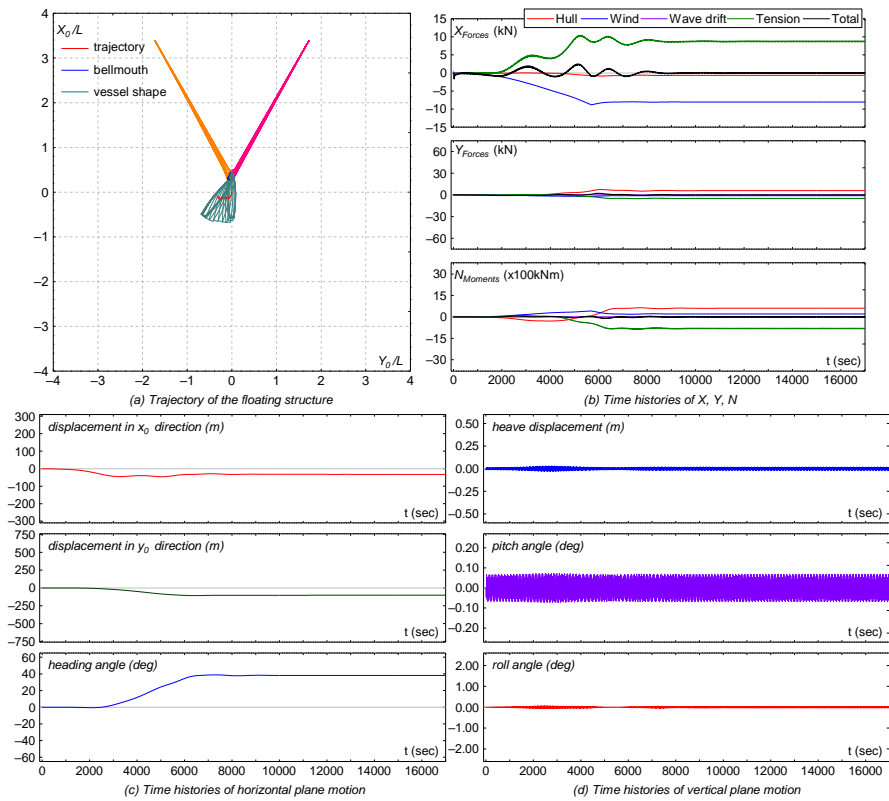 X0/L
trajectory
bellmouth
vessel shape
4
3
2
1
0
−1
−2
−3
−4
Y0/L
−4 −3 −2 −1 0 1 2 3 4
(a) Trajectory of the floating structure
Hull Wind Wave drift Tension Total
XForces (kN)
15
10
5
0
−5
−10
−15
YForces (kN)
60
30
0
−30
−60
NMoments (x100kNm)
30
15
0
−15
−30
t (sec)
0 2000 4000 6000 8000 10000 12000 14000 16000
(b) Time histories of X, Y, N
displacement in x0 direction (m)
300
200
100
0
−100
−200
−300
t (sec)
displacement in y0 direction (m)
750
500
250
0
−250
−500
−750
t (sec)
heading angle (deg)
60
40
20
0
−20
−40
−60
t (sec)
0 2000 4000 6000 8000 10000 12000 14000 16000
(c) Time histories of horizontal plane motion
heave displacement (m)
0.50
0.25
0.00
−0.25
−0.50
t (sec)
pitch angle (deg)
0.20
0.10
0.00
−0.10
−0.20
t (sec)
roll angle (deg)
2.00
1.00
0.00
−1.00
−2.00
t (sec)
0 2000 4000 6000 8000 10000 12000 14000 16000
(d) Time histories of vertical plane motion